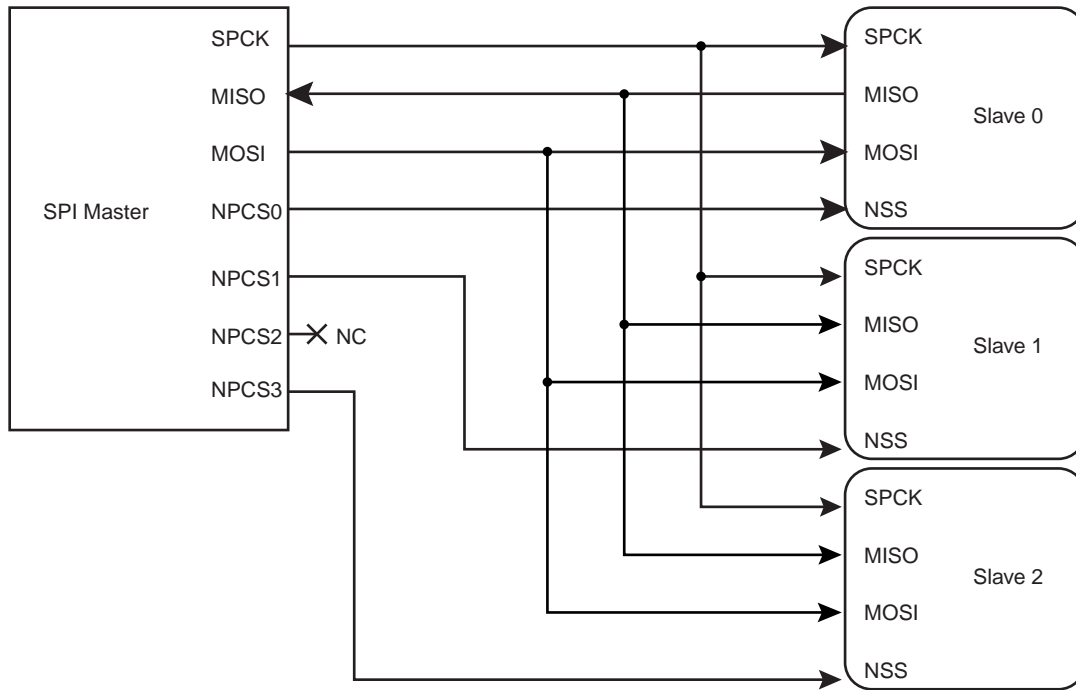 SPI Master
SPCK
MISO
MOSI
NPCS0
NPCS1
NPCS2
NC
NPCS3
SPCK
MISO
Slave 0
MOSI
NSS
SPCK
MISO
Slave 1
MOSI
NSS
SPCK
MISO
Slave 2
MOSI
NSS